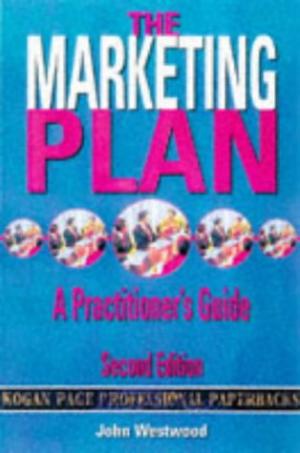 THE
MARKETING
PLAN
A Practitioner's Guide
Second Edition
KOGAN PAGE PROFESSIONAL PAPERBACKS
John Westwood